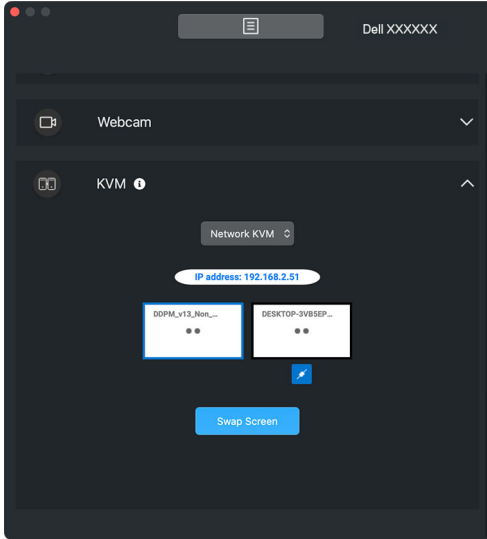 Dell XXXXXX
Webcam
KVM
Network KVM
IP address: 192.168.2.51
DDPM_v13_Non_...
DESKTOP-3VB5EP...
Swap Screen